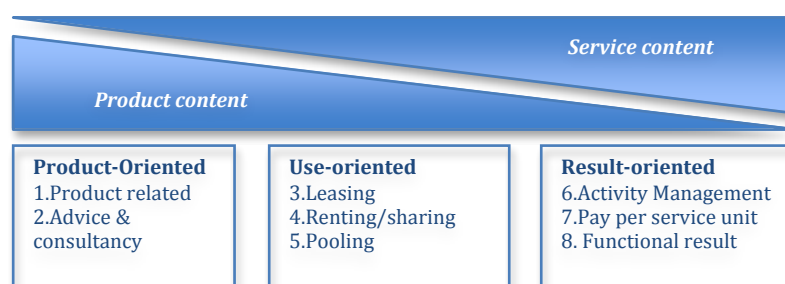 Service content
Product content
Product-Oriented
1.Product related
2.Advice &
consultancy
Use-oriented
3.Leasing
4.Renting/sharing
5.Pooling
Result-oriented
6.Activity Management
7.Pay per service unit
8. Functional result